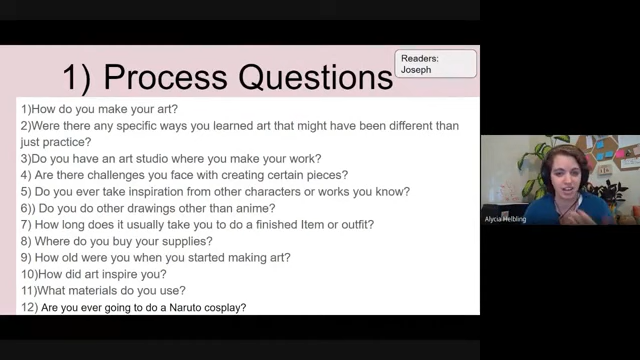 Readers:
Joseph
1) Process Questions
1)How do you make your art?
2)Were there any specific ways you learned art that might have been different than
just practice?
3)Do you have an art studio where you make your work?
4) Are there challenges you face with creating certain pieces?
5) Do you ever take inspiration from other characters or works you know?
6)) Do you do other drawings other than anime?
7) How long does it usually take you to do a finished Item or outfit?
8) Where do you buy your supplies?
9) How old were you when you started making art?
10)How did art inspire you?
11)What materials do you use?
12) Are you ever going to do a Naruto cosplay?
Alycia Helbling